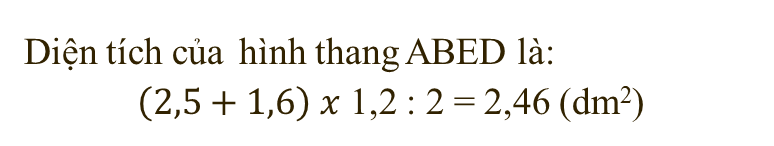 Diện tích của hình thang ABED là:
(2,5 + 1,6) x 1,2 : 2 = 2,46 (dm²)